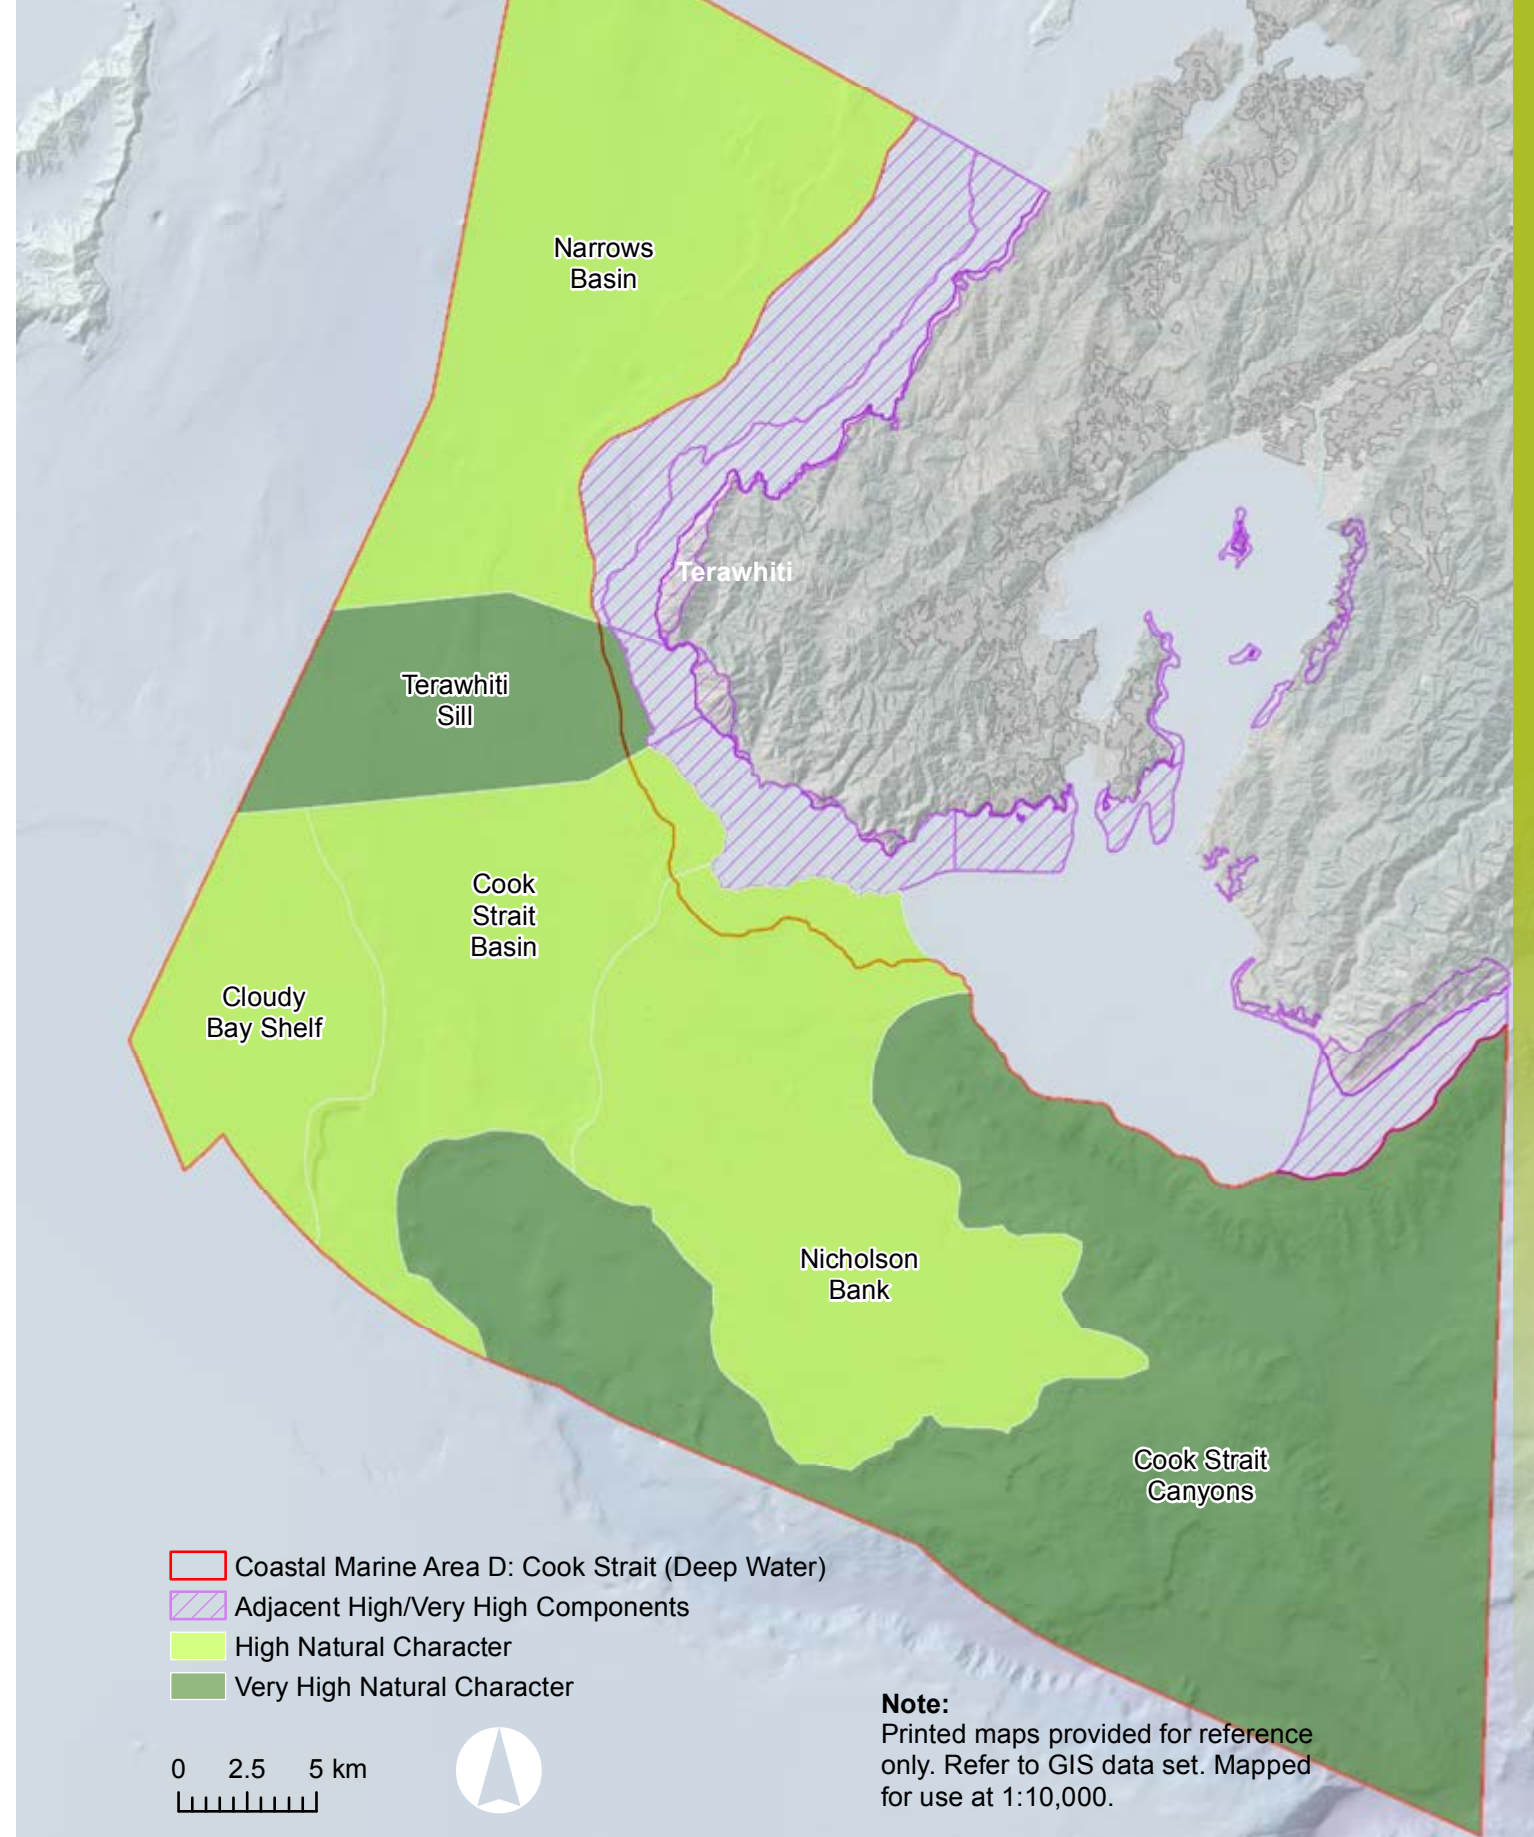 Narrows
Basin
Terawhiti
Terawhiti
Sill
Cook
Strait
Basin
Cloudy
Bay Shelf
Nicholson
Bank
Cook Strait
Canyons
Coastal Marine Area D: Cook Strait (Deep Water)
Adjacent High/Very High Components
High Natural Character
Very High Natural Character
Note:
Printed maps provided for reference
only. Refer to GIS data set. Mapped
for use at 1:10,000.
0 2.5 5 km